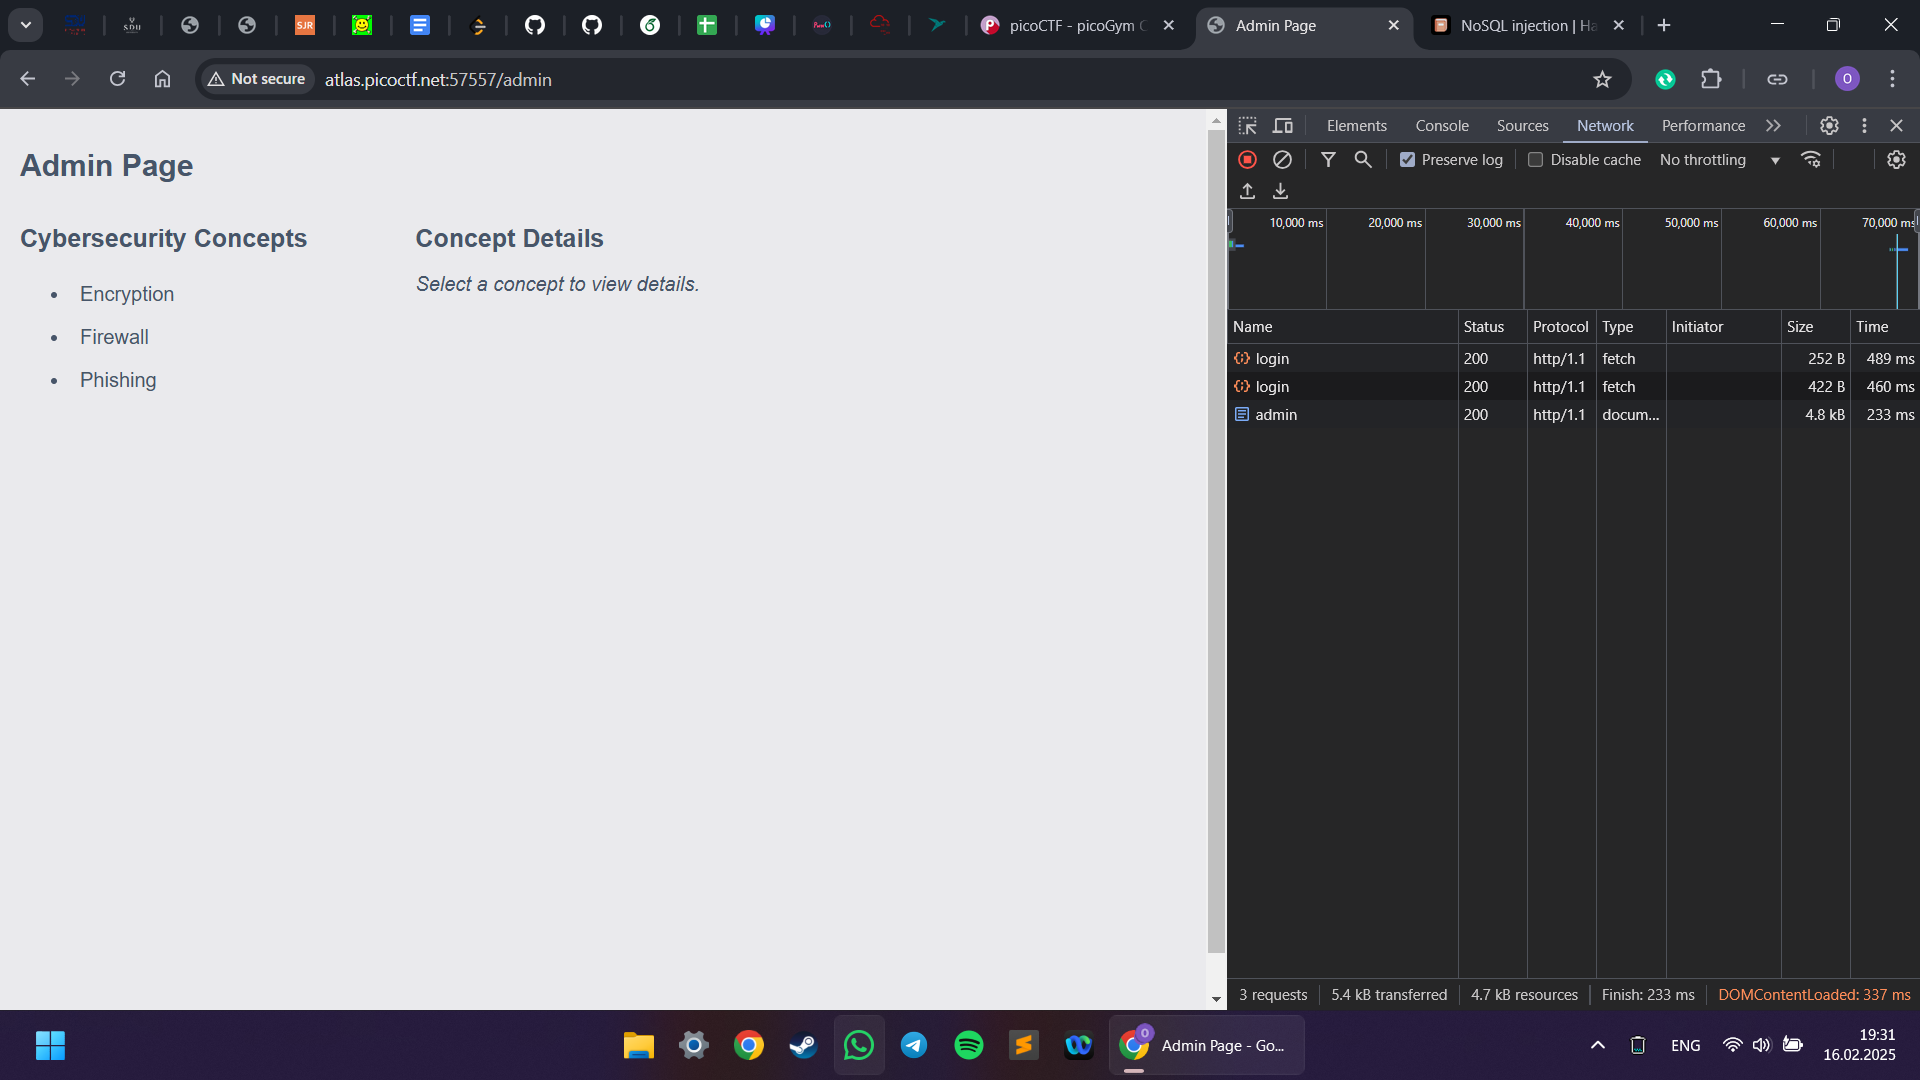 SJR
picoCTF - picoGym C
Admin Page
NoSQL injection | Ha
Not secure
atlas.picoctf.net:57557/admin
O
Admin Page
Cybersecurity Concepts
Encryption
Firewall
Phishing
Concept Details
Select a concept to view details.
Elements Console Sources Network Performance
Preserve log Disable cache No throttling
10,000 ms 20,000 ms 30,000 ms 40,000 ms 50,000 ms 60,000 ms 70,000 ms
Name Status Protocol Type Initiator Size Time
login 200 http/1.1 fetch 252 B 489 ms
login 200 http/1.1 fetch 422 B 460 ms
admin 200 http/1.1 docum... 4.8 kB 233 ms
3 requests 5.4 kB transferred 4.7 kB resources Finish: 233 ms DOMContentLoaded: 337 ms
Admin Page - Go...
ENG
19:31
16.02.2025